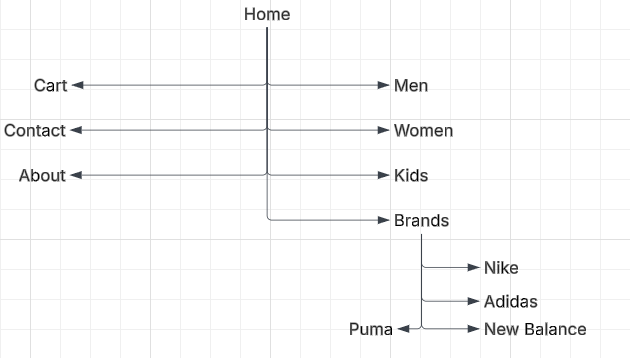 Home
Cart
Men
Contact
Women
About
Kids
Brands
Nike
Adidas
Puma
New Balance